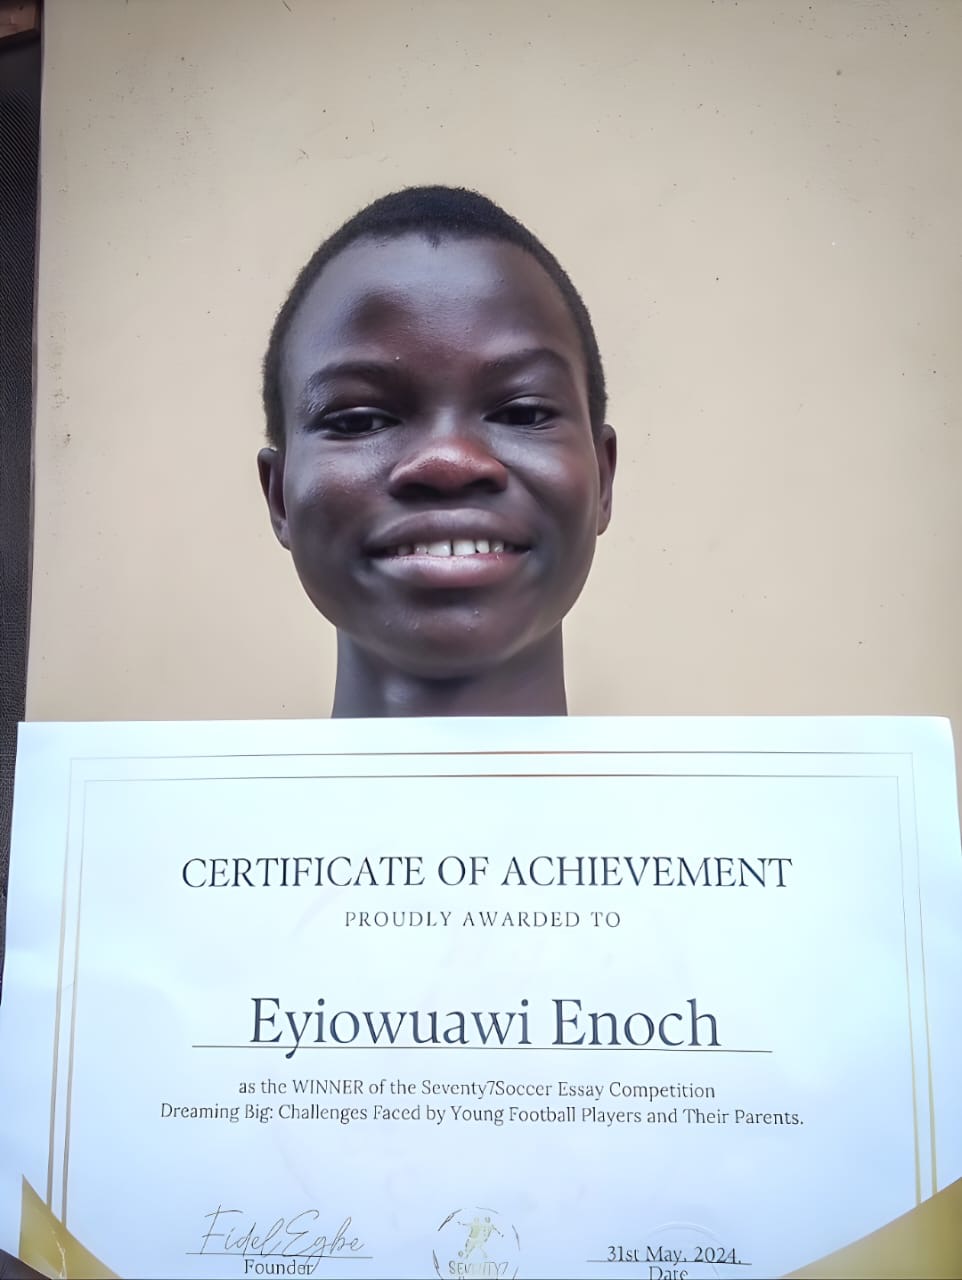 CERTIFICATE OF ACHIEVEMENT
PROUDLY AWARDED TO
Eyiowuawi Enoch
as the WINNER of the Seventy7Soccer Essay Competition
Dreaming Big: Challenges Faced by Young Football Players and Their Parents.
Fidel Egbe
Founder
SEVENTY7
31st May, 2024.
Date